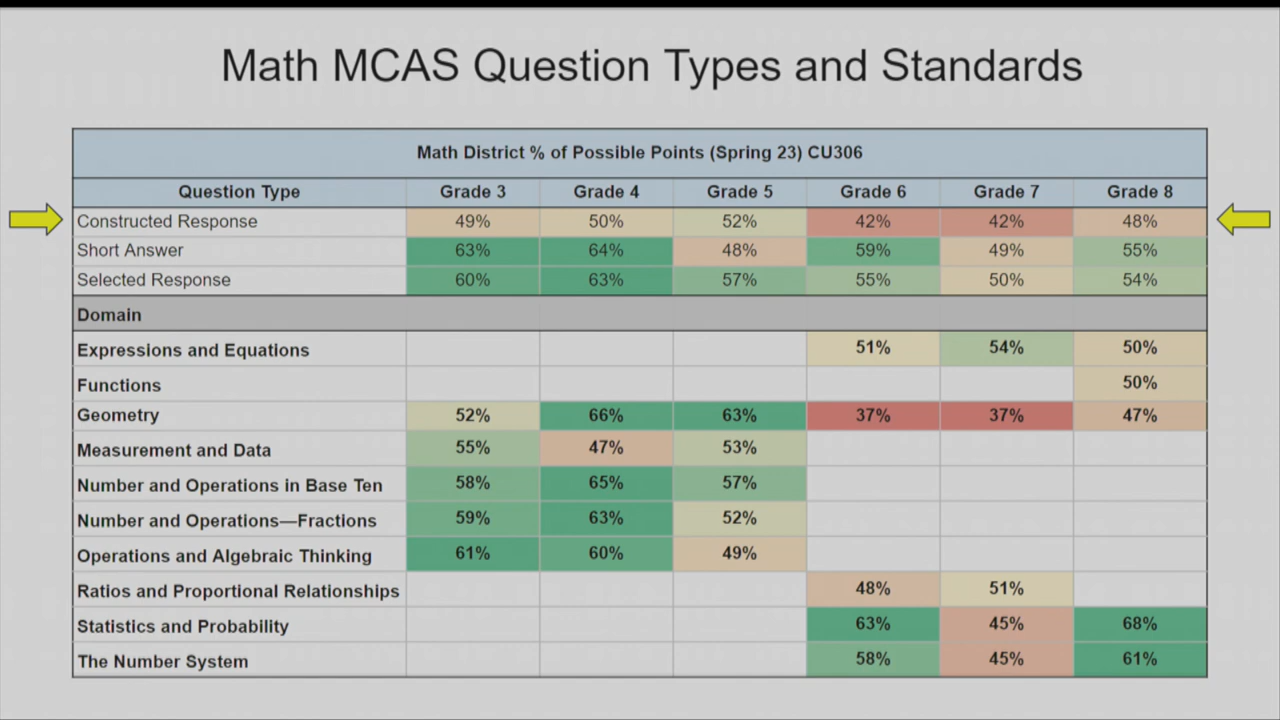 Math MCAS Question Types and Standards
Math District % of Possible Points (Spring 23) CU306
Question Type Grade 3 Grade 4 Grade 5 Grade 6 Grade 7 Grade 8
Constructed Response 49% 50% 52% 42% 42% 48%
Short Answer 63% 64% 48% 59% 49% 55%
Selected Response 60% 63% 57% 55% 50% 54%
Domain
Expressions and Equations 51% 54% 50%
Functions 50%
Geometry 52% 66% 63% 37% 37% 47%
Measurement and Data 55% 47% 53%
Number and Operations in Base Ten 58% 65% 57%
Number and Operations—Fractions 59% 63% 52%
Operations and Algebraic Thinking 61% 60% 49%
Ratios and Proportional Relationships 48% 51%
Statistics and Probability 63% 45% 68%
The Number System 58% 45% 61%